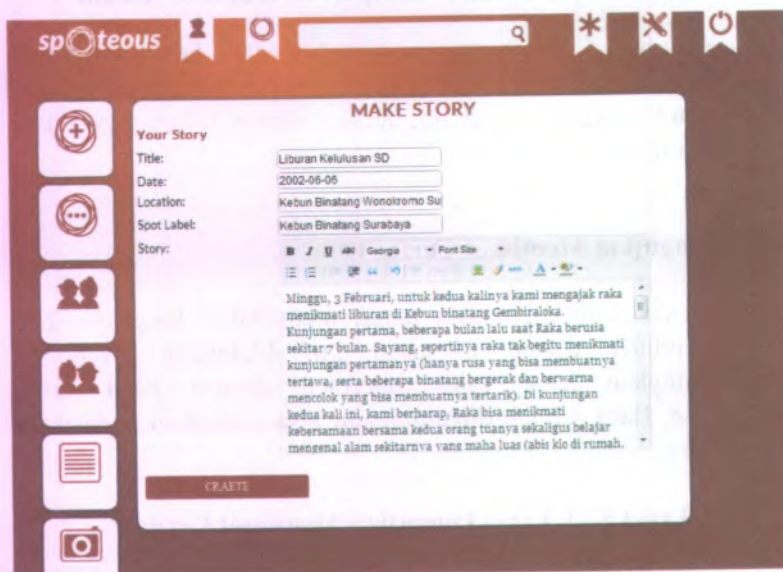 spoteous
MAKE STORY
Your Story
Title: Liburan Kelulusan SD
Date: 2002-06-06
Location: Kebun Binatang Wonokromo Su
Spot Label: Kebun Binatang Surabaya
Story: B I U ABC Georgia Font Size
Minggu, 3 Februari, untuk kedua kalinya kami mengajak raka
menikmati liburan di Kebun binatang Gembiraloka.
Kunjungan pertama, beberapa bulan lalu saat Raka berusia
sekitar 7 bulan. Sayang, sepertinya raka tak begitu menikmati
kunjungan pertamanya (hanya rusa yang bisa membuatnya
tertawa, serta beberapa binatang bergerak dan berwarna
mencolok yang bisa membuatnya tertarik). Di kunjungan
kedua kali ini, kami berharap, Raka bisa menikmati
kebersamaan bersama kedua orang tuanya sekaligus belajar
mengenal alam sekitarnya yang maha luas (abis klo di rumah,
CRAETE